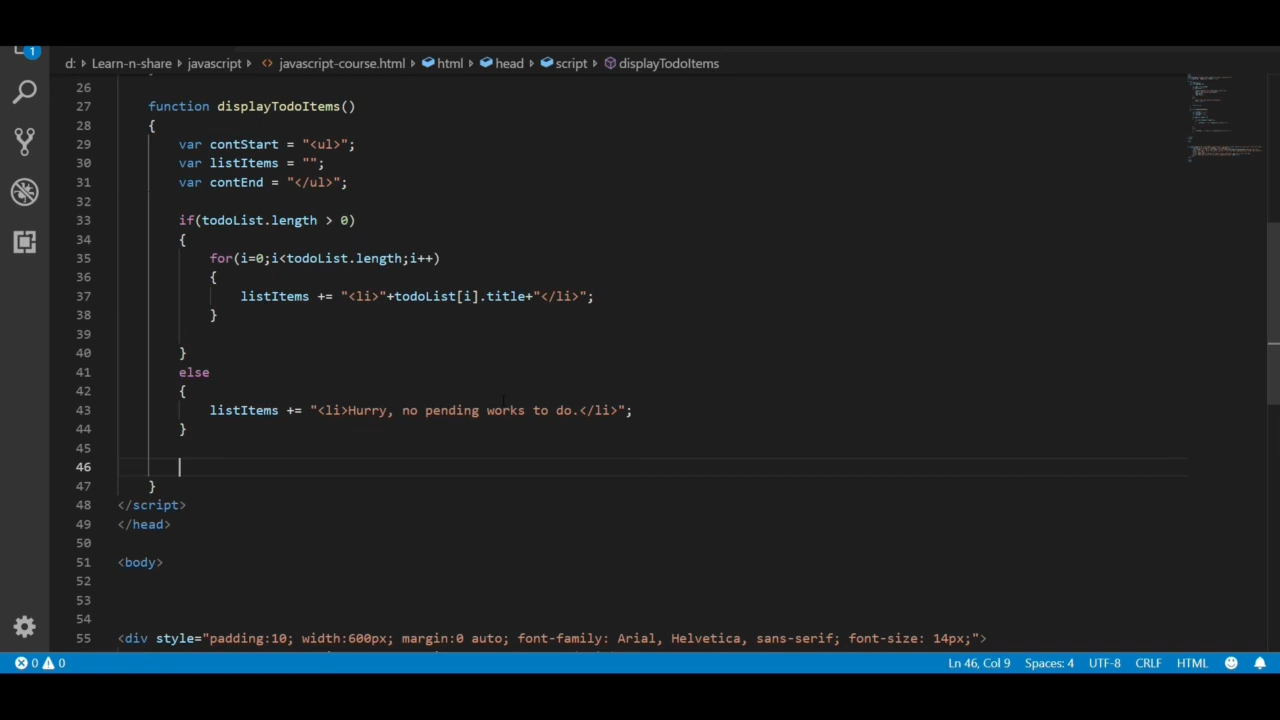 1
d: Learn-n-share javascript <> javascript-course.html html head script displayTodoItems
26
27 function displayTodoItems()
28 {
29 var contStart = "<ul>";
30 var listItems = "";
31 var contEnd = "</ul>";
32
33 if(todoList.length > 0)
34 {
35 for(i=0;i<todoList.length;i++)
36 {
37 listItems += "<li>"+todoList[i].title+"</li>";
38 }
39
40 }
41 else
42 {
43 listItems += "<li>Hurry, no pending works to do.</li>";
44 }
45
46
47 }
48 </script>
49 </head>
50
51 <body>
52
53
54
55 <div style="padding:10; width:600px; margin:0 auto; font-family: Arial, Helvetica, sans-serif; font-size: 14px;">
0 0 Ln 46, Col 9 Spaces: 4 UTF-8 CRLF HTML